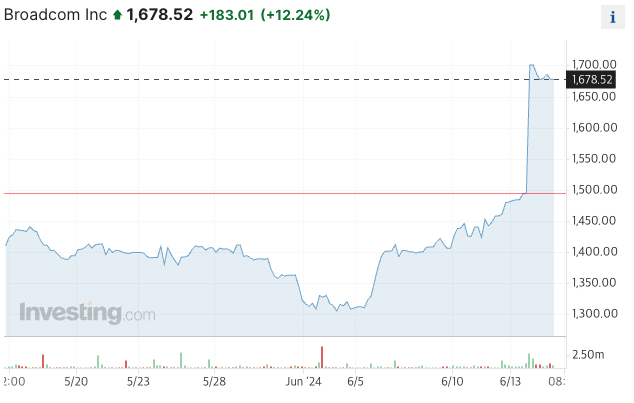 Broadcom Inc 1,678.52 +183.01 (+12.24%)
i
1,700.00
1,678.52
1,650.00
1,600.00
1,550.00
1,500.00
1,450.00
1,400.00
1,350.00
1,300.00
Investing.com
2.50m
2:00 5/20 5/23 5/28 Jun '24 6/5 6/10 6/13 08: